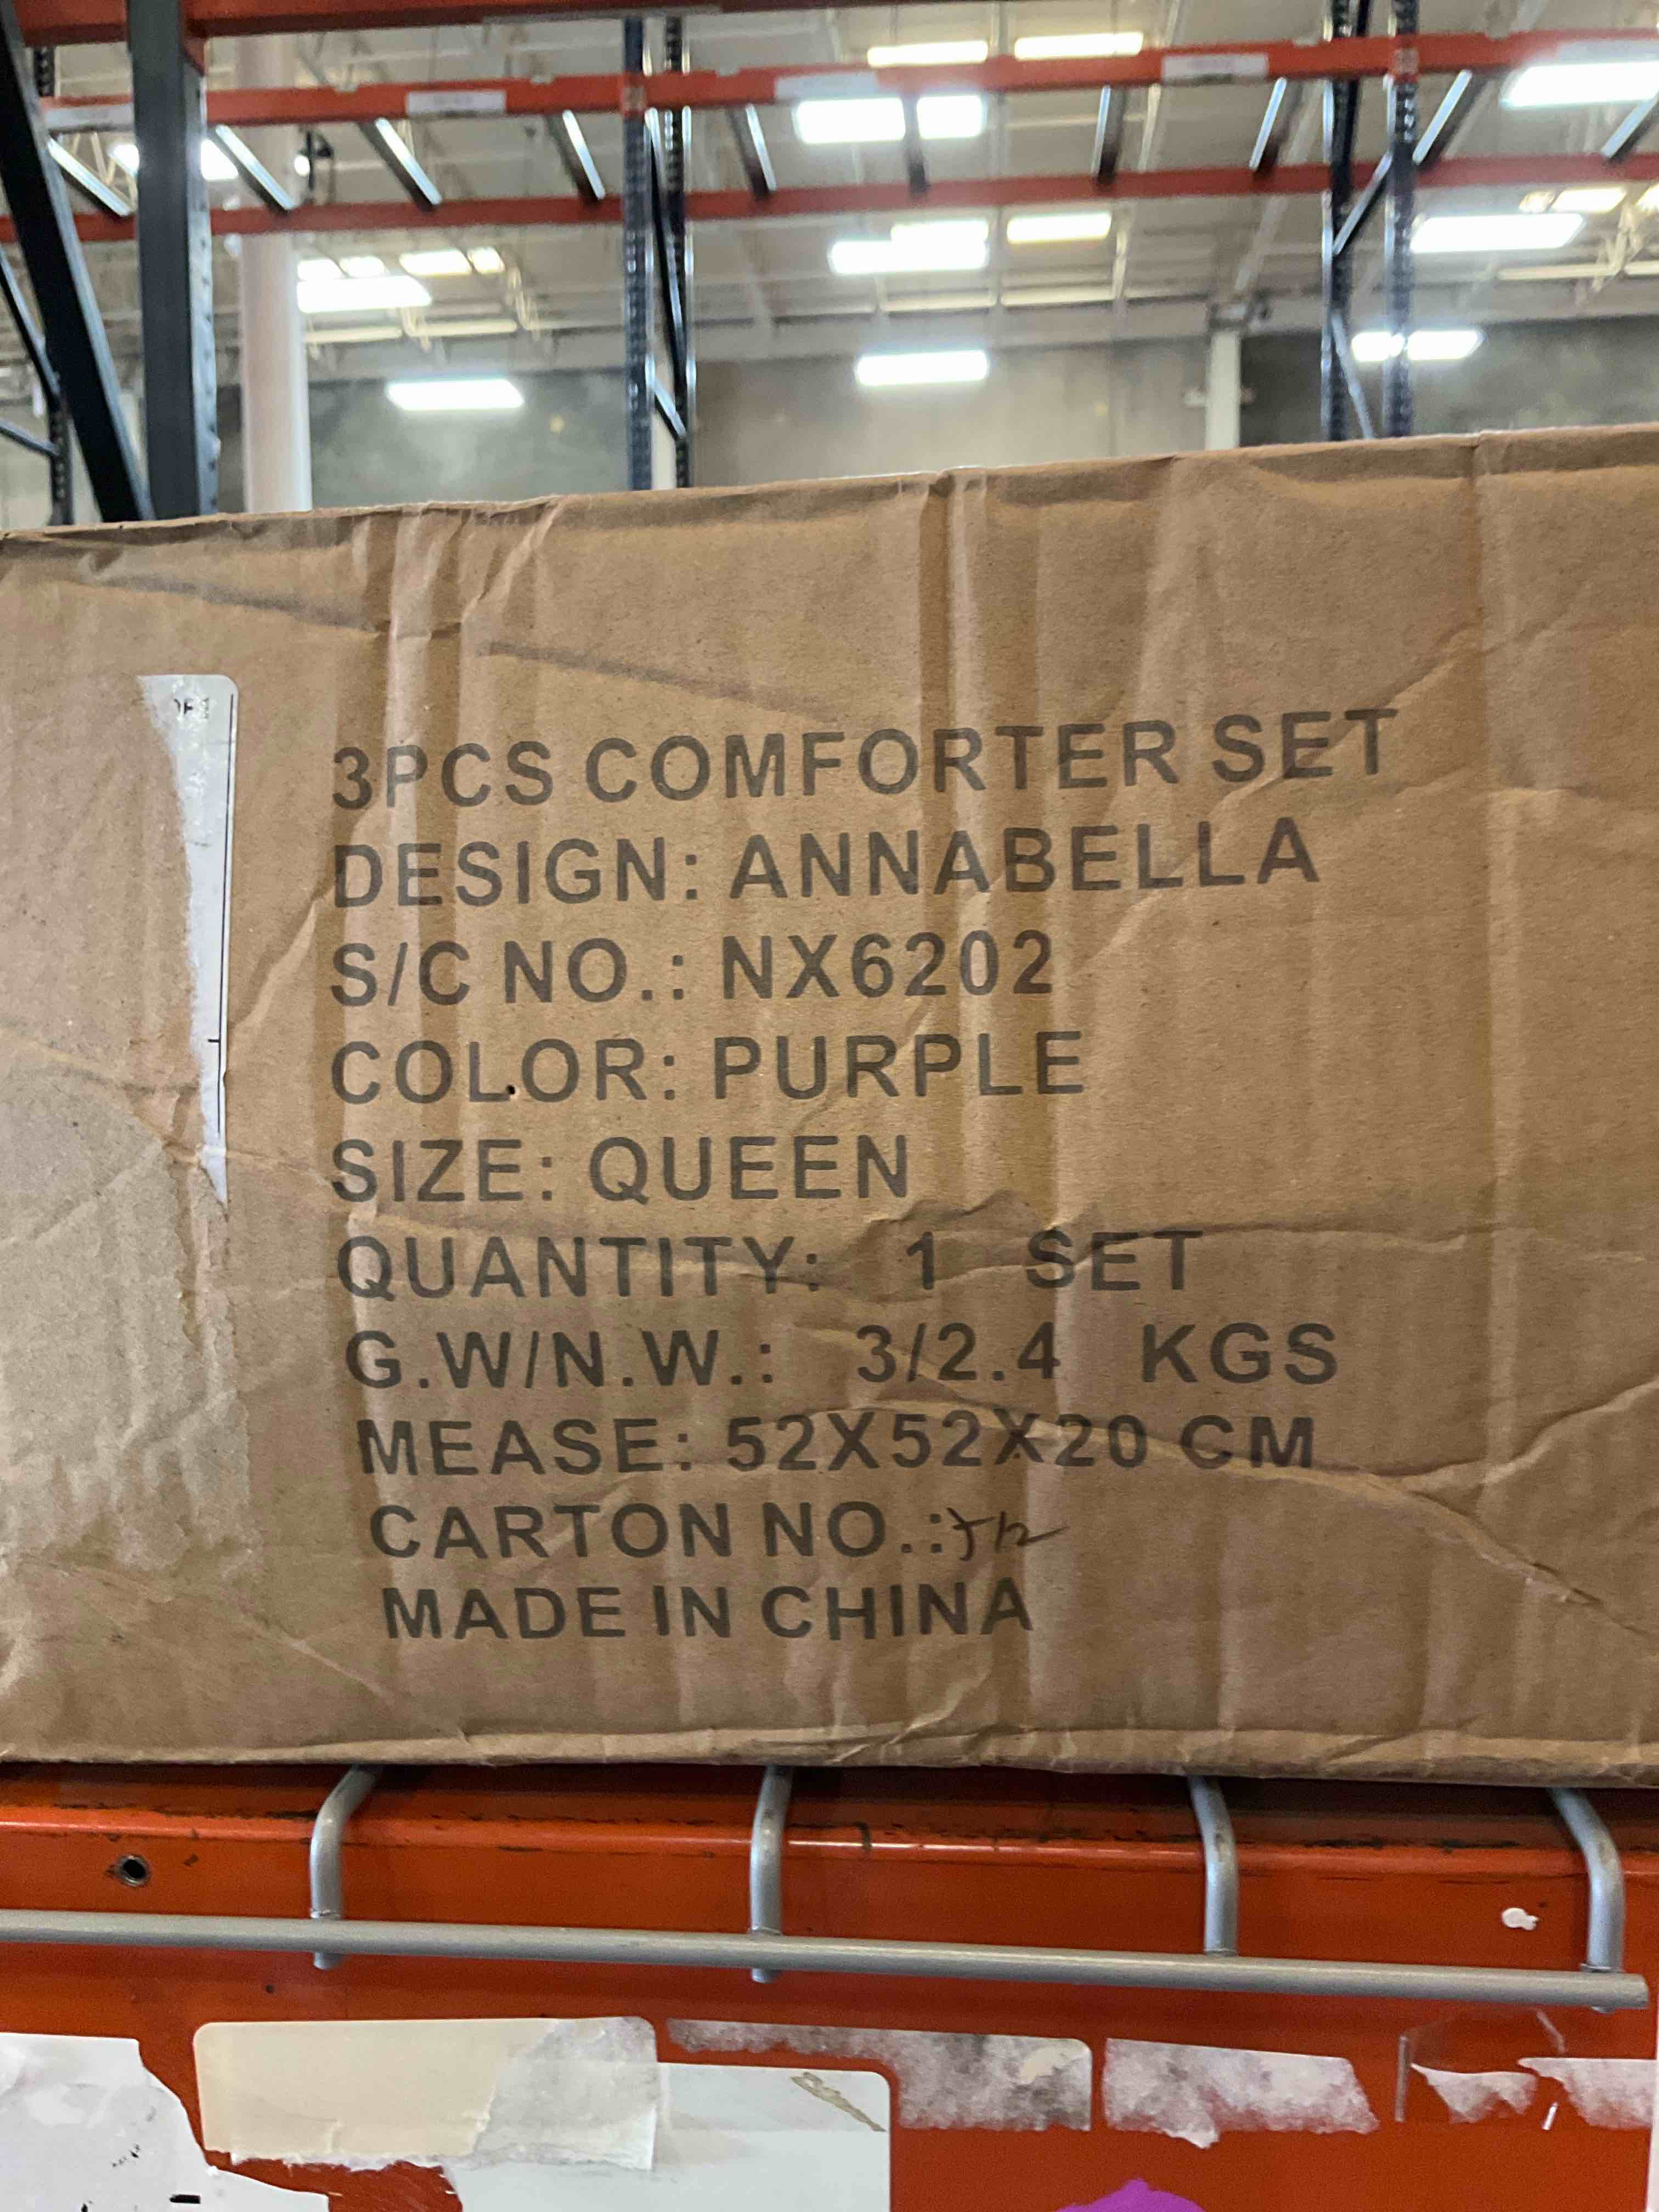 3PCS COMFORTER SET
DESIGN: ANNABELLA
S/C NO.: NX6202
COLOR: PURPLE
SIZE: QUEEN
QUANTITY: 1 SET
G.W/N.W.: 3/2.4 KGS
MEASE: 52X52X20 CM
CARTON NO.:
MADE IN CHINA